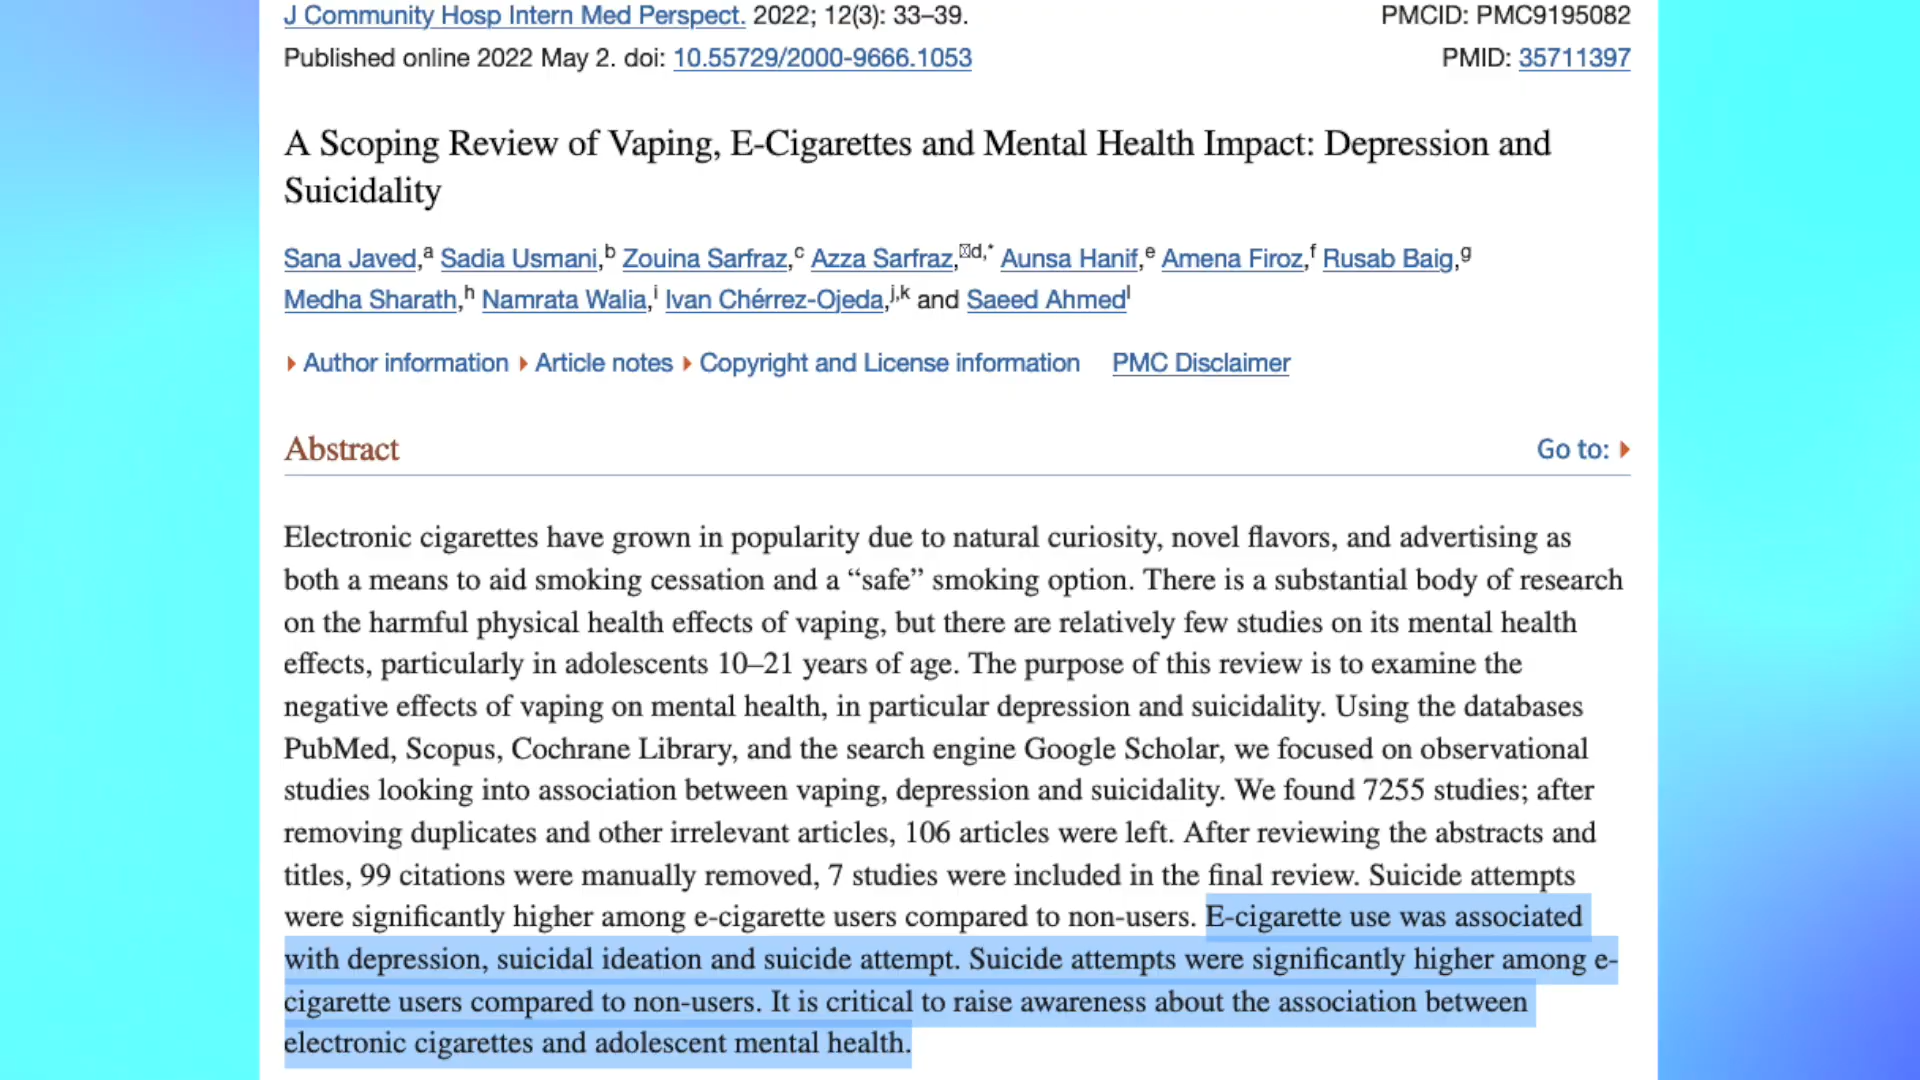 J Community Hosp Intern Med Perspect. 2022; 12(3): 33–39. PMCID: PMC9195082
Published online 2022 May 2. doi: 10.55729/2000-9666.1053 PMID: 35711397
A Scoping Review of Vaping, E-Cigarettes and Mental Health Impact: Depression and
Suicidality
Sana Javed,a Sadia Usmani,b Zouina Sarfraz,c Azza Sarfraz,d,* Aunsa Hanif,e Amena Firoz,f Rusab Baig,g
Medha Sharath,h Namrata Walia,i Ivan Chérrez-Ojeda,j,k and Saeed Ahmedl
Author information Article notes Copyright and License information PMC Disclaimer
Abstract Go to:
Electronic cigarettes have grown in popularity due to natural curiosity, novel flavors, and advertising as
both a means to aid smoking cessation and a “safe” smoking option. There is a substantial body of research
on the harmful physical health effects of vaping, but there are relatively few studies on its mental health
effects, particularly in adolescents 10–21 years of age. The purpose of this review is to examine the
negative effects of vaping on mental health, in particular depression and suicidality. Using the databases
PubMed, Scopus, Cochrane Library, and the search engine Google Scholar, we focused on observational
studies looking into association between vaping, depression and suicidality. We found 7255 studies; after
removing duplicates and other irrelevant articles, 106 articles were left. After reviewing the abstracts and
titles, 99 citations were manually removed, 7 studies were included in the final review. Suicide attempts
were significantly higher among e-cigarette users compared to non-users. E-cigarette use was associated
with depression, suicidal ideation and suicide attempt. Suicide attempts were significantly higher among e-
cigarette users compared to non-users. It is critical to raise awareness about the association between
electronic cigarettes and adolescent mental health.